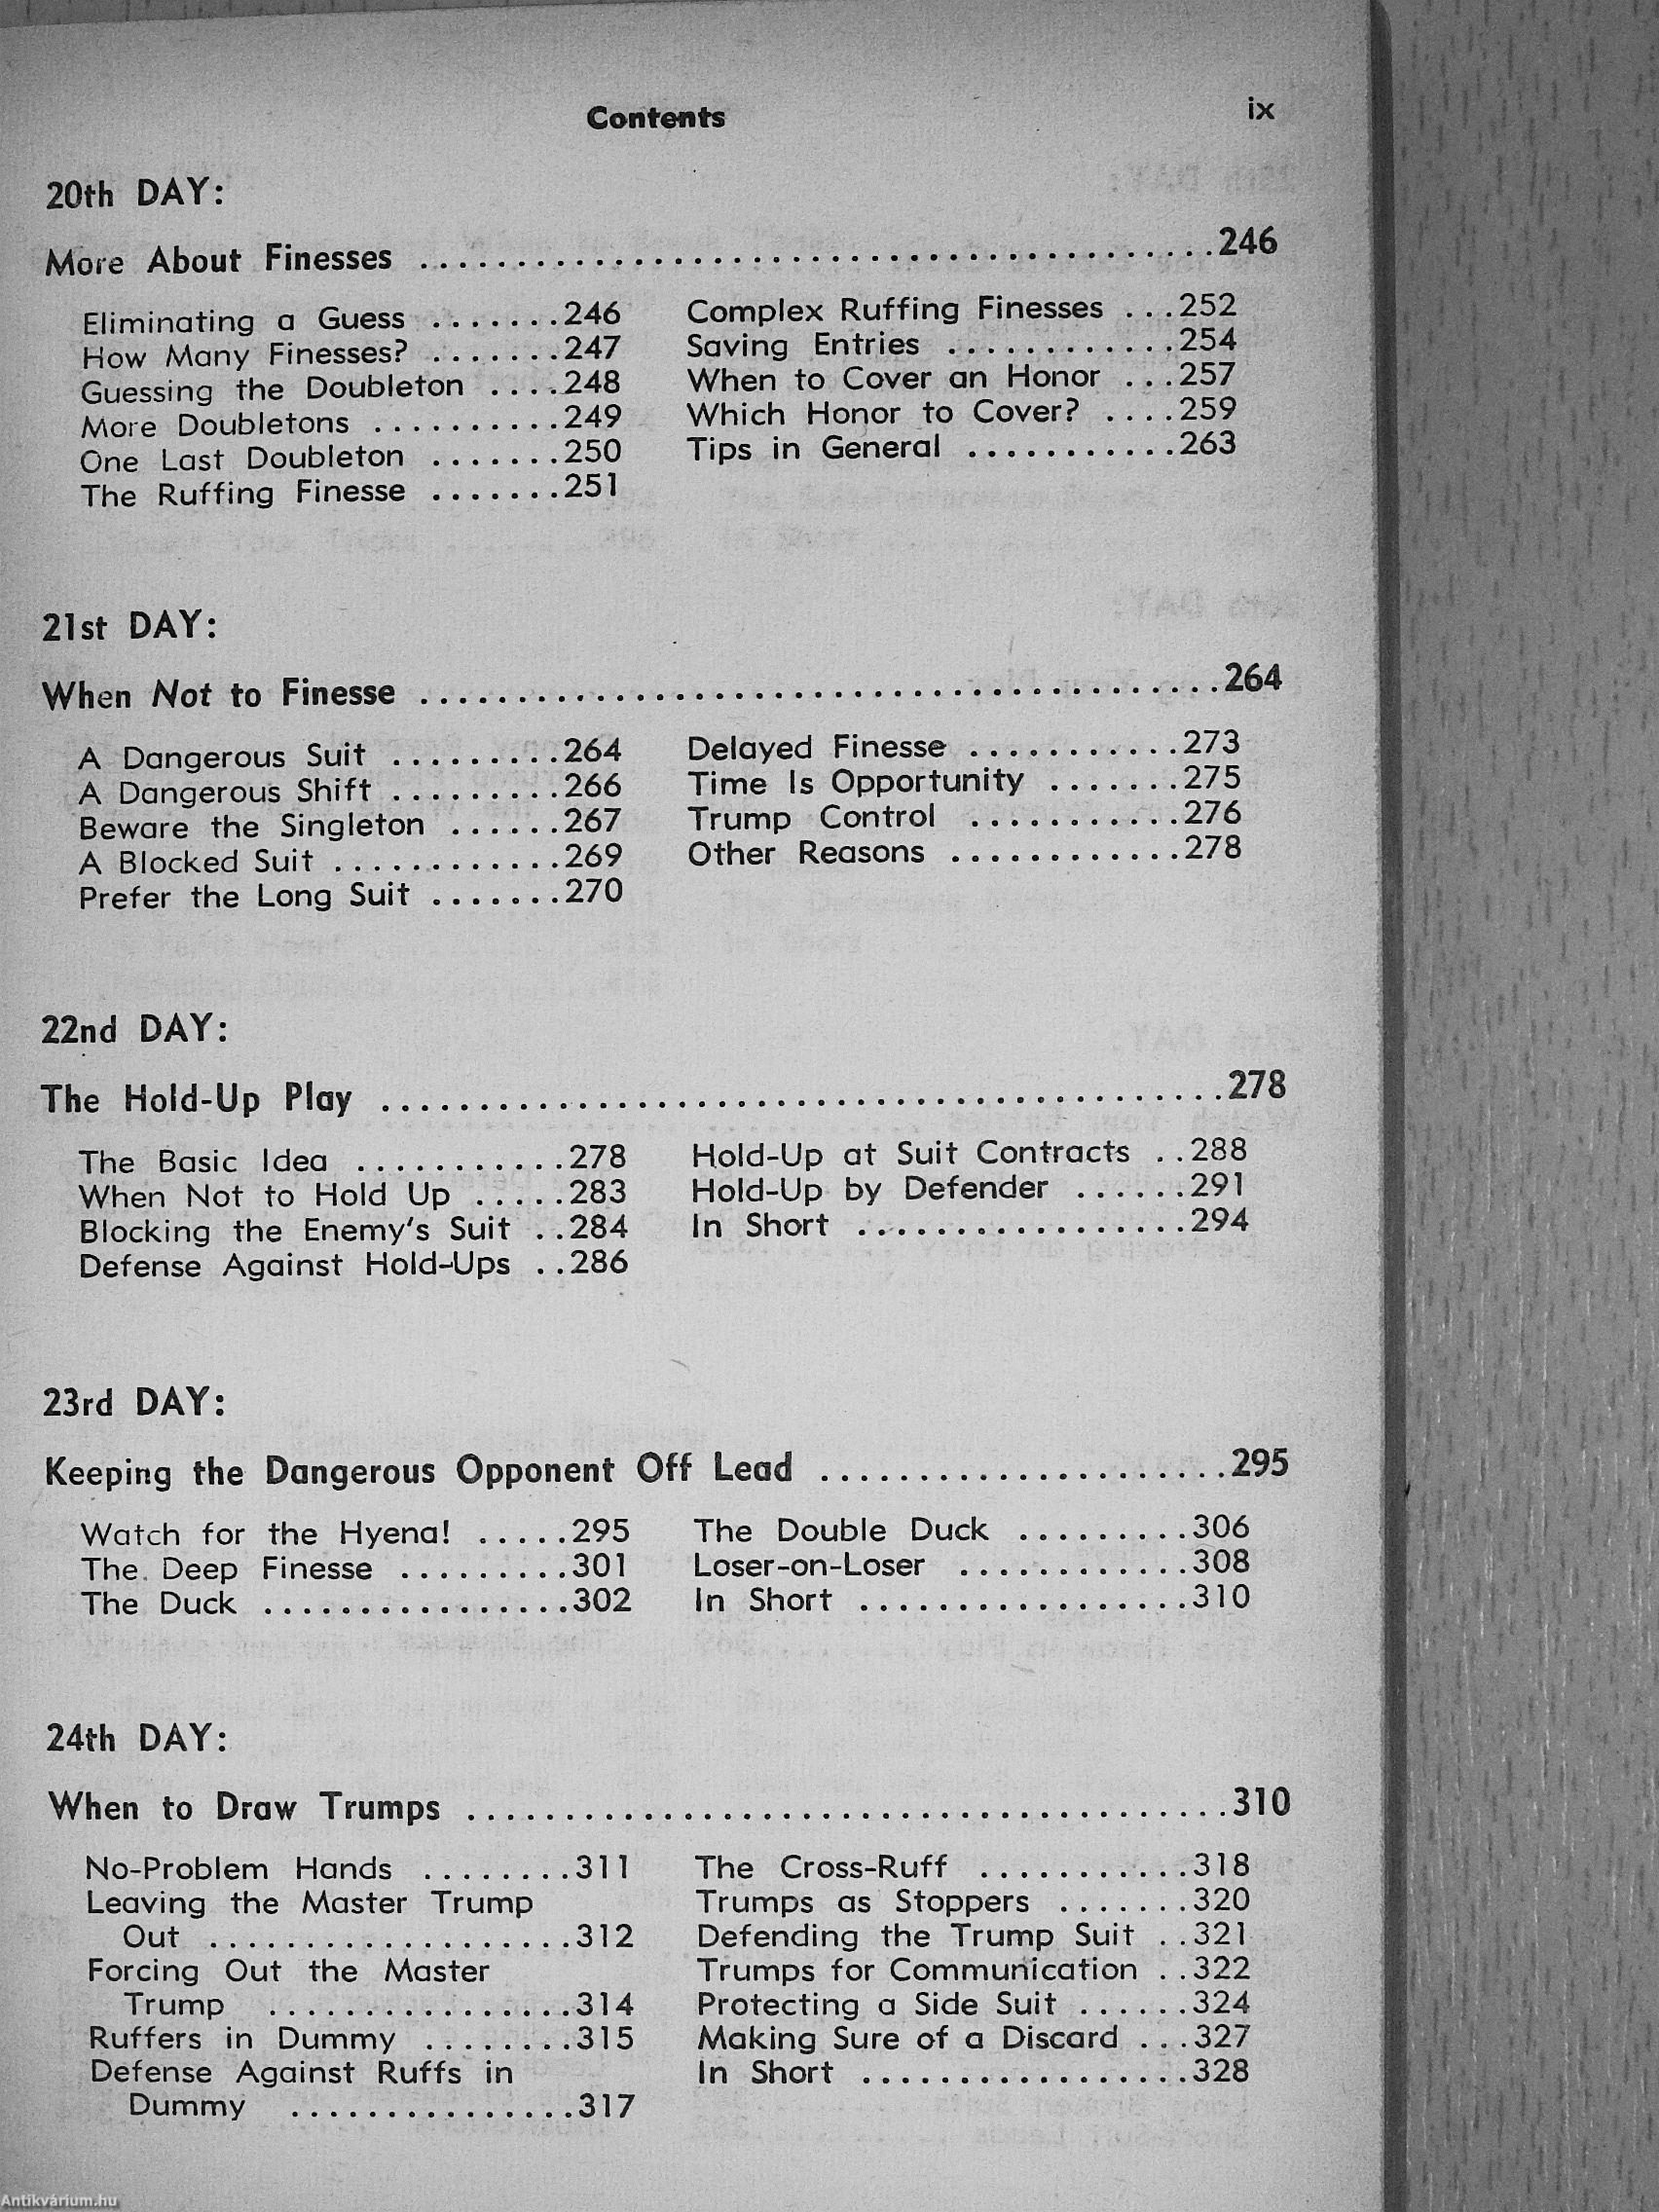 Contents ix
20th DAY:
More About Finesses ........................................ 246
Eliminating a Guess .......246
How Many Finesses? .......247
Guessing the Doubleton ....248
More Doubletons ..........249
One Last Doubleton .......250
The Ruffing Finesse .......251
Complex Ruffing Finesses ...252
Saving Entries ............254
When to Cover an Honor ...257
Which Honor to Cover? ....259
Tips in General ...........263
21st DAY:
When Not to Finesse ........................................ 264
A Dangerous Suit .........264
A Dangerous Shift .........266
Beware the Singleton ......267
A Blocked Suit ............269
Prefer the Long Suit .......270
Delayed Finesse ...........273
Time Is Opportunity .......275
Trump Control ...........276
Other Reasons ............278
22nd DAY:
The Hold-Up Play ........................................... 278
The Basic Idea ...........278
When Not to Hold Up .....283
Blocking the Enemy's Suit ..284
Defense Against Hold-Ups ..286
Hold-Up at Suit Contracts ..288
Hold-Up by Defender ......291
In Short .................294
23rd DAY:
Keeping the Dangerous Opponent Off Lead .....................295
Watch for the Hyena! .....295
The Deep Finesse .........301
The Duck ................302
The Double Duck .........306
Loser-on-Loser ............308
In Short .................310
24th DAY:
When to Draw Trumps .......................................310
No-Problem Hands ........311
Leaving the Master Trump
Out ...................312
Forcing Out the Master
Trump ................314
Ruffers in Dummy ........315
Defense Against Ruffs in
Dummy ...............317
The Cross-Ruff ...........318
Trumps as Stoppers .......320
Defending the Trump Suit ..321
Trumps for Communication ..322
Protecting a Side Suit ......324
Making Sure of a Discard ...327
In Short .................328
Antikvárium.hu